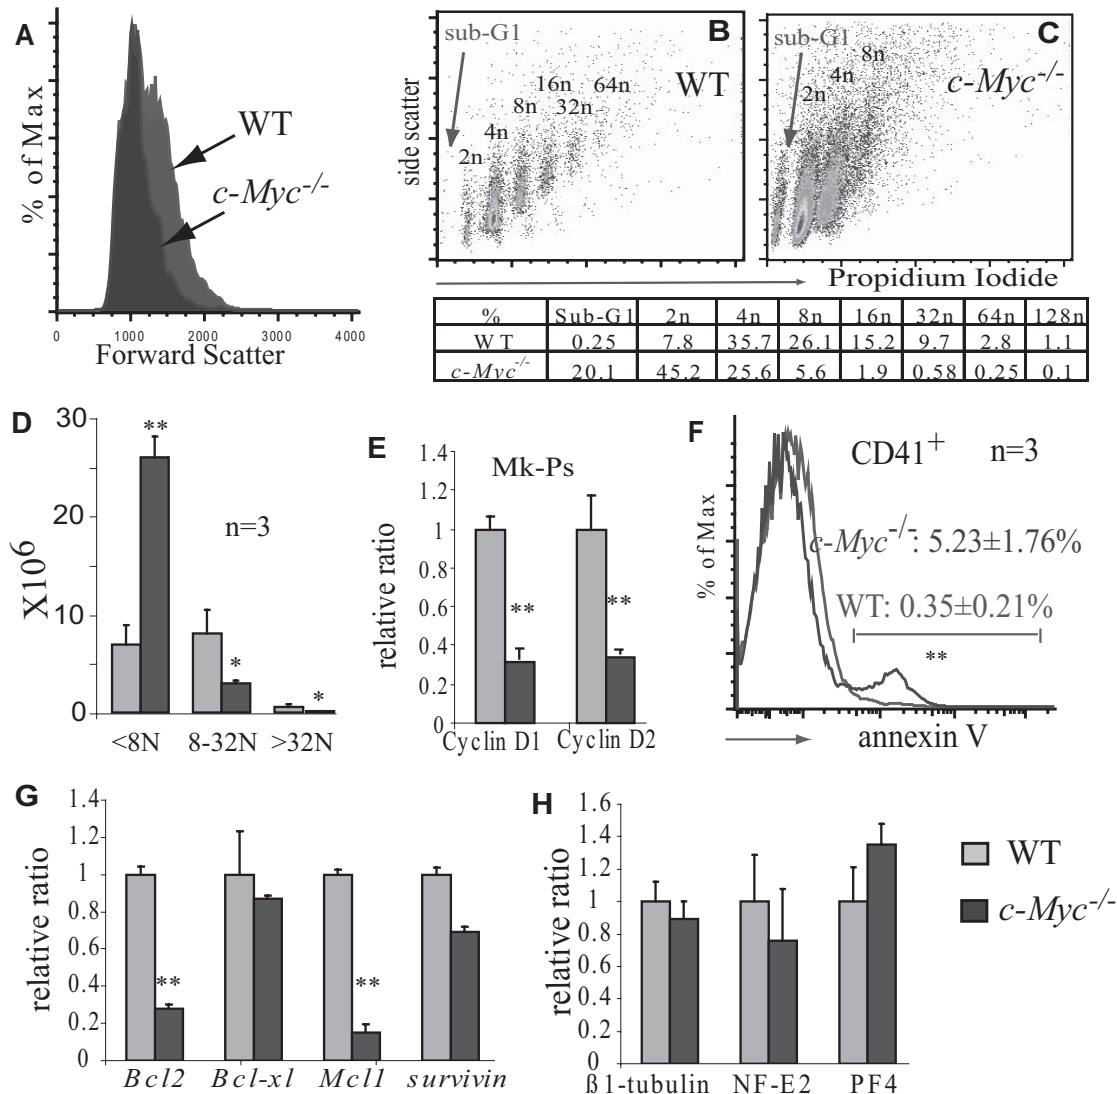 A
% of Max
WT
c-Myc-/-
0 1000 2000 3000 4000
Forward Scatter
B
sub-G1
WT
2n 4n 8n 16n 32n 64n
side scatter
C
sub-G1
2n 4n 8n
c-Myc-/-
Propidium Iodide
% Sub-G1 2n 4n 8n 16n 32n 64n 128n
WT 0.25 7.8 35.7 26.1 15.2 9.7 2.8 1.1
c-Myc-/- 20.1 45.2 25.6 5.6 1.9 0.58 0.25 0.1
D
X10^6
30
20
10
0
n=3
**
*
*
<8N 8-32N >32N
E
Mk-Ps
relative ratio
1.4
1.2
1
0.8
0.6
0.4
0.2
0
**
**
Cyclin D1 Cyclin D2
F
CD41+ n=3
% of Max
c-Myc-/-: 5.23±1.76%
WT: 0.35±0.21%
**
annexin V
G
relative ratio
1.4
1.2
1
0.8
0.6
0.4
0.2
0
**
**
Bcl2 Bcl-xl Mcl1 survivin
H
relative ratio
1.6
1.4
1.2
1
0.8
0.6
0.4
0.2
0
ß1-tubulin NF-E2 PF4
WT
c-Myc-/-